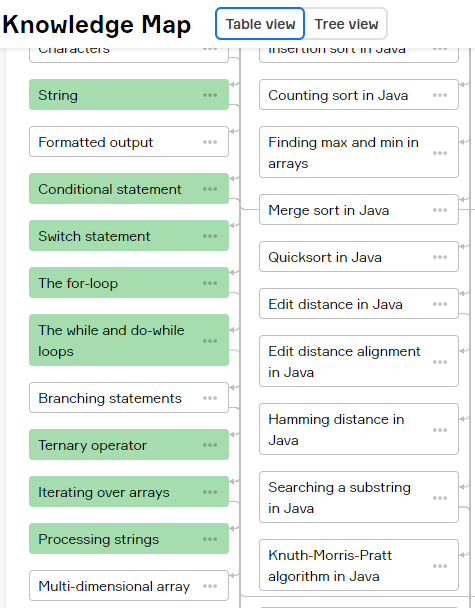 Knowledge Map
Table view
Tree view
Characters
String
Formatted output
Conditional statement
Switch statement
The for-loop
The while and do-while
loops
Branching statements
Ternary operator
Iterating over arrays
Processing strings
Multi-dimensional array
Insertion sort in Java
Counting sort in Java
Finding max and min in
arrays
Merge sort in Java
Quicksort in Java
Edit distance in Java
Edit distance alignment
in Java
Hamming distance in
Java
Searching a substring
in Java
Knuth-Morris-Pratt
algorithm in Java